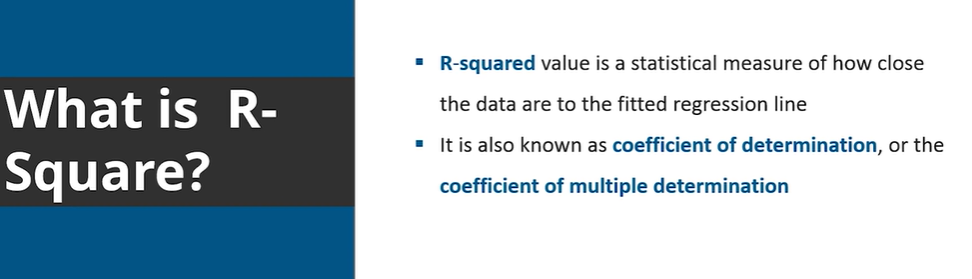 What is R-
Square?
▪ R-squared value is a statistical measure of how close
the data are to the fitted regression line
▪ It is also known as coefficient of determination, or the
coefficient of multiple determination